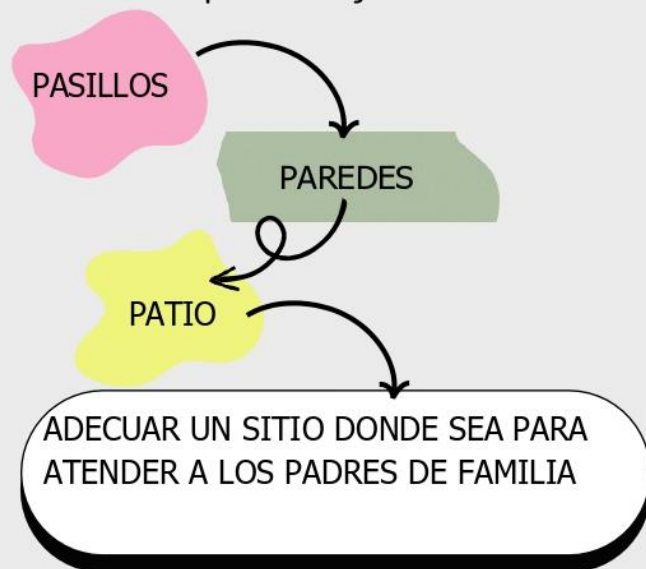 PASILLOS
PAREDES
PATIO
ADECUAR UN SITIO DONDE SEA PARA
ATENDER A LOS PADRES DE FAMILIA